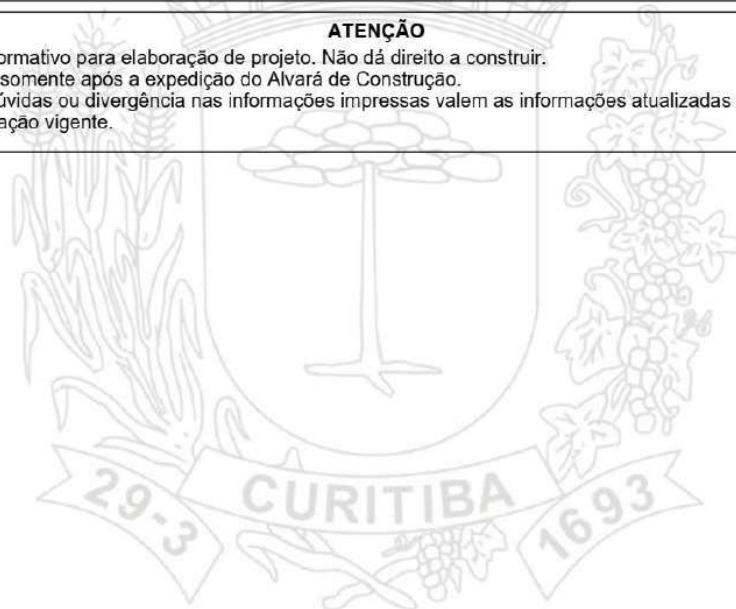 ATENÇÃO
ormativo para elaboração de projeto. Não dá direito a construir.
somente após a expedição do Alvará de Construção.
úvidas ou divergência nas informações impressas valem as informações atualizadas
ação vigente.
29-3 CURITIBA 1693